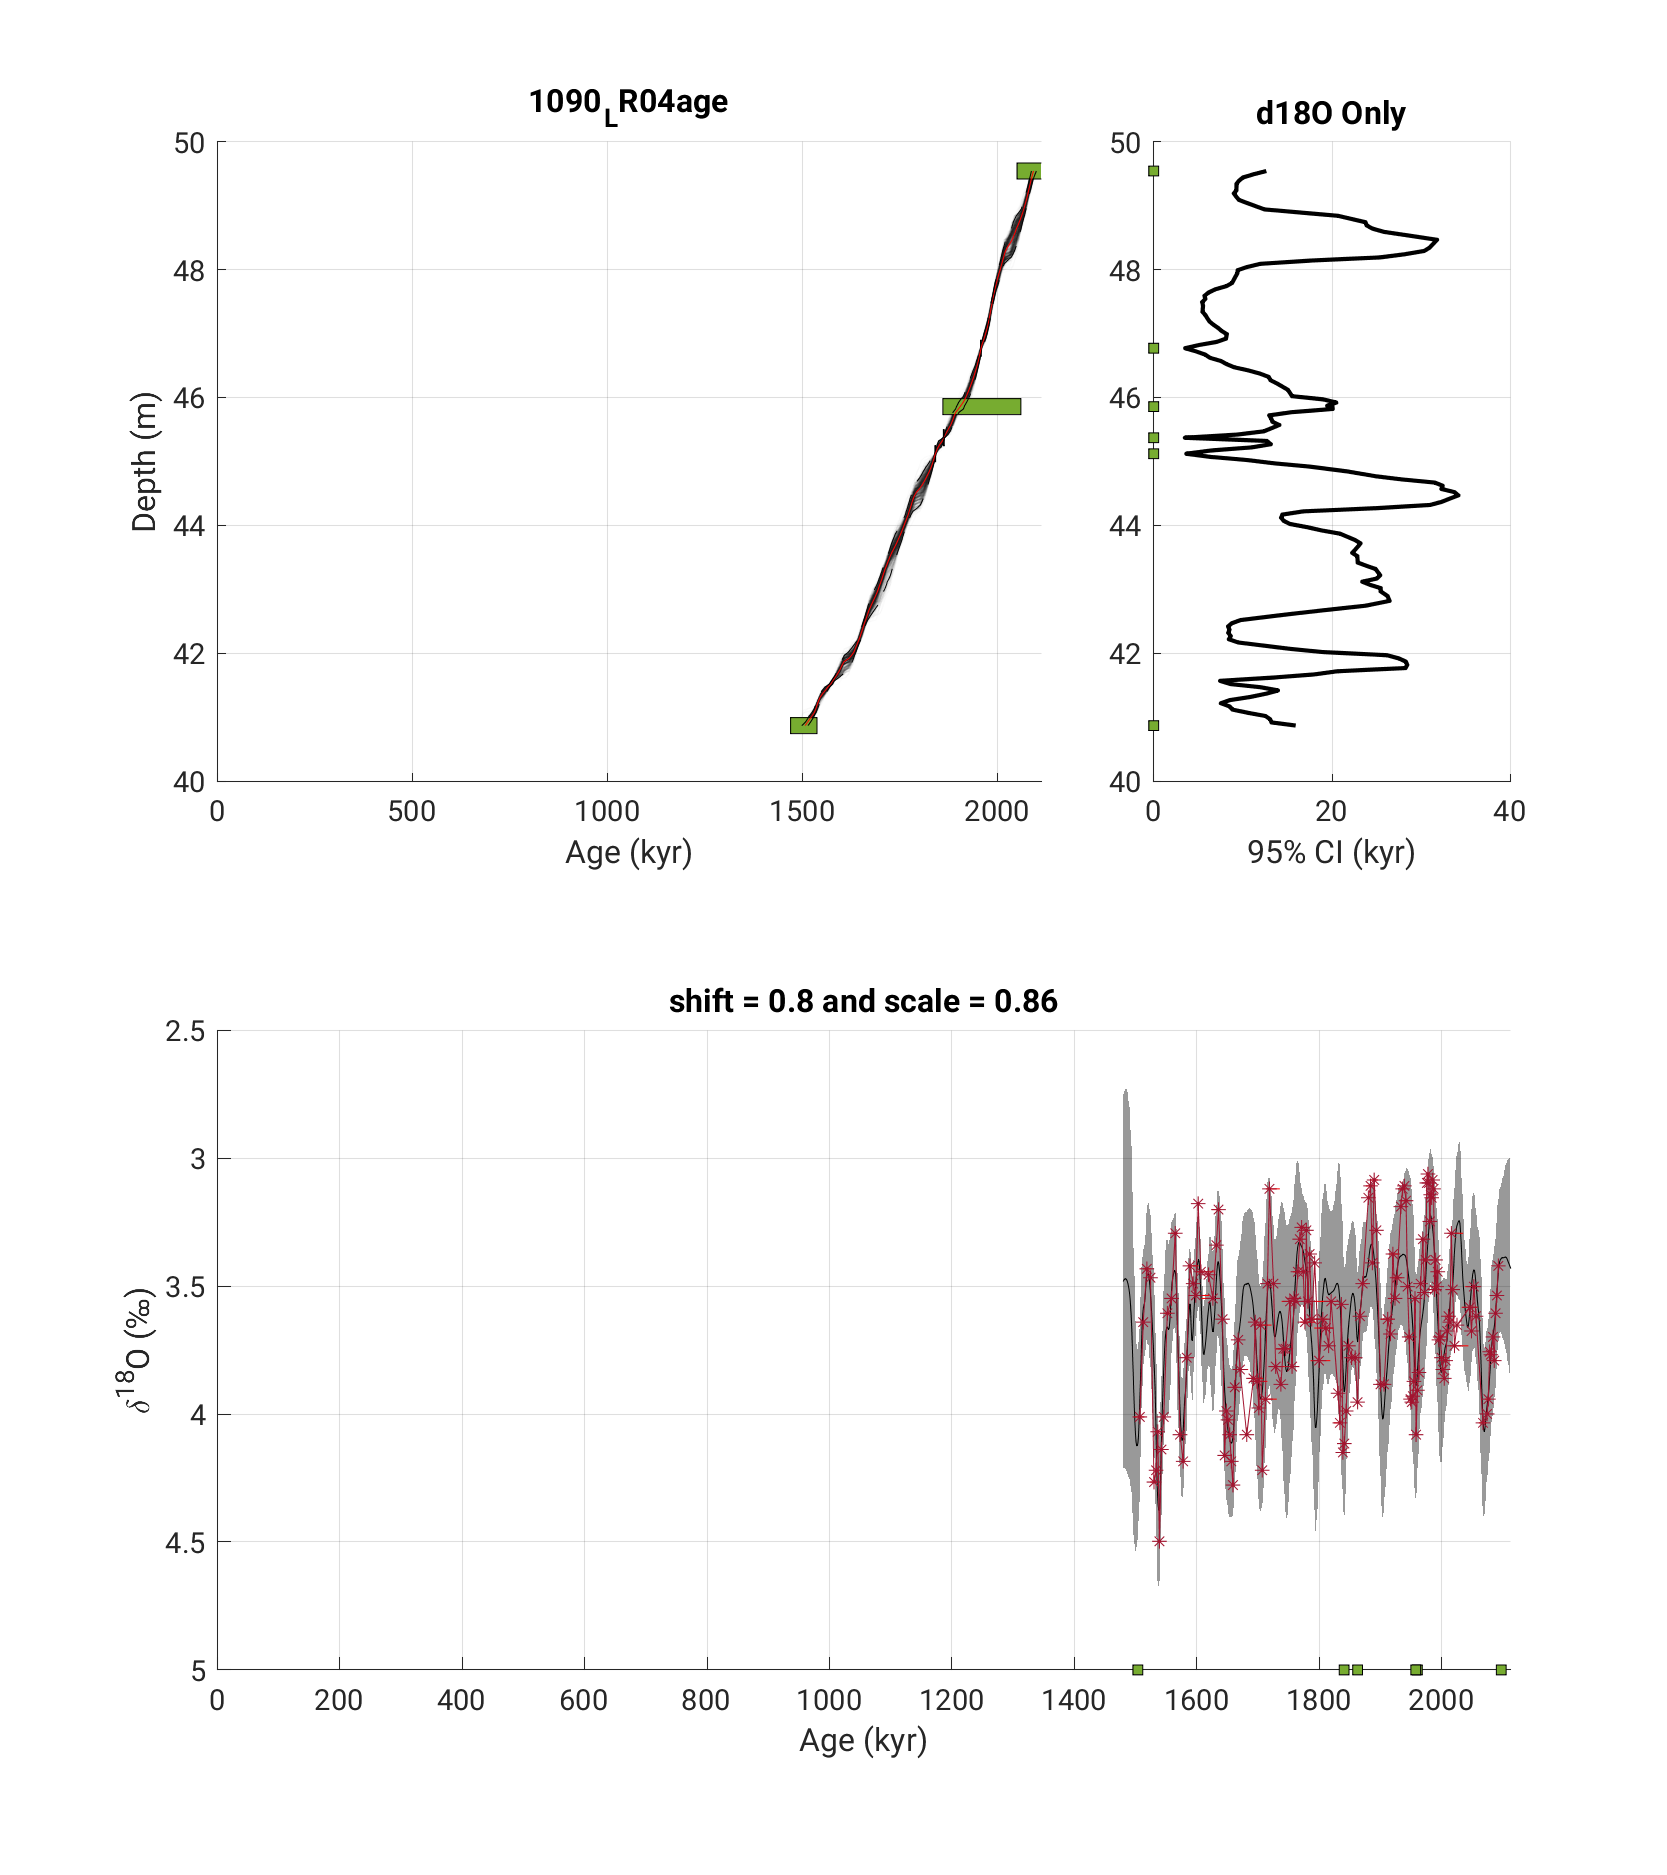 1090LR04age
d18O Only
50
48
46
44
42
40
Depth (m)
0 500 1000 1500 2000
Age (kyr)
50
48
46
44
42
40
0 20 40
95% CI (kyr)
shift = 0.8 and scale = 0.86
2.5
3
3.5
4
4.5
5
δ18O (‰)
0 200 400 600 800 1000 1200 1400 1600 1800 2000
Age (kyr)